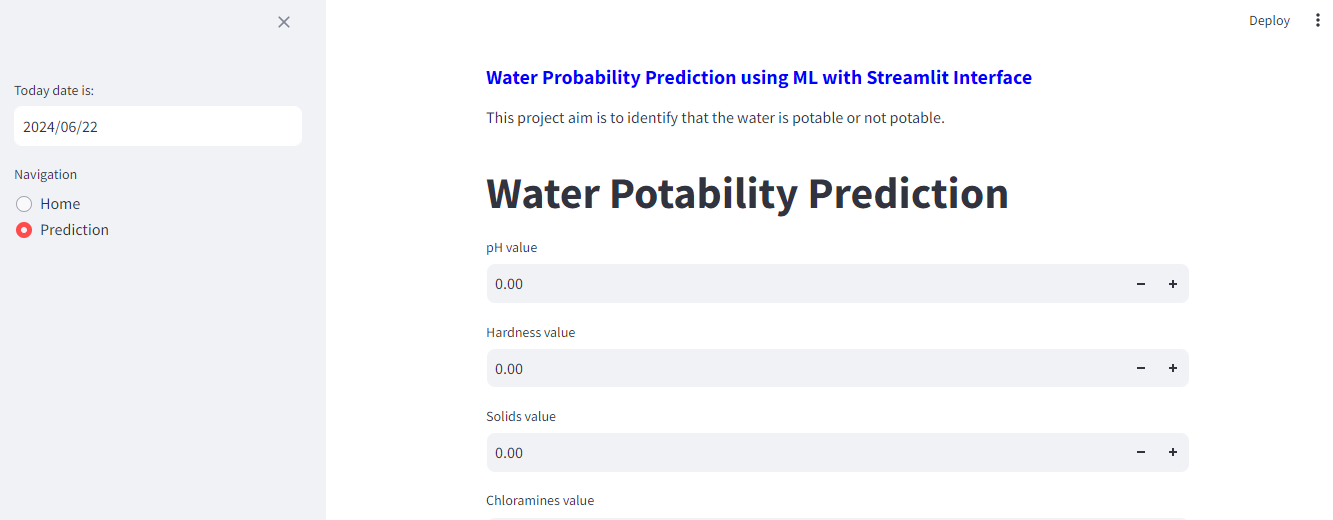 Deploy
Today date is:
2024/06/22
Navigation
Home
Prediction
Water Probability Prediction using ML with Streamlit Interface
This project aim is to identify that the water is potable or not potable.
Water Potability Prediction
pH value
0.00
Hardness value
0.00
Solids value
0.00
Chloramines value